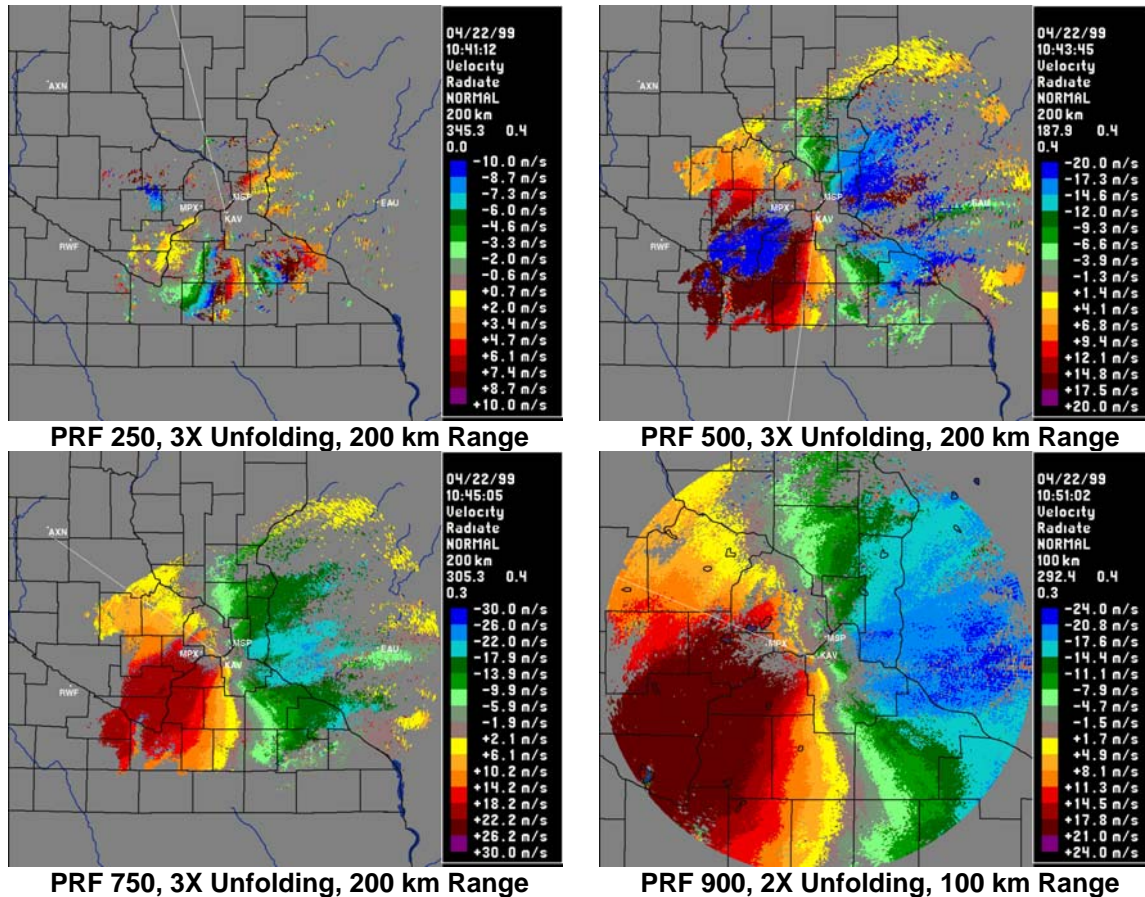 04/22/99
10:41:12
Velocity
Radiate
NORMAL
200 km
345.3 0.4
0.0
-10.0 m/s
-8.7 m/s
-7.3 m/s
-6.0 m/s
-4.6 m/s
-3.3 m/s
-2.0 m/s
-0.6 m/s
+0.7 m/s
+2.0 m/s
+3.4 m/s
+4.7 m/s
+6.1 m/s
+7.4 m/s
+8.7 m/s
+10.0 m/s
AXN
MSP
MPX
KAV
EAU
RWF
PRF 250, 3X Unfolding, 200 km Range
04/22/99
10:43:45
Velocity
Radiate
NORMAL
200 km
187.9 0.4
0.4
-20.0 m/s
-17.3 m/s
-14.6 m/s
-12.0 m/s
-9.3 m/s
-6.6 m/s
-3.9 m/s
-1.3 m/s
+1.4 m/s
+4.1 m/s
+6.8 m/s
+9.4 m/s
+12.1 m/s
+14.8 m/s
+17.5 m/s
+20.0 m/s
AXN
MSP
MPX
KAV
EAU
RWF
PRF 500, 3X Unfolding, 200 km Range
04/22/99
10:45:05
Velocity
Radiate
NORMAL
200 km
305.3 0.4
0.3
-30.0 m/s
-26.0 m/s
-22.0 m/s
-17.9 m/s
-13.9 m/s
-9.9 m/s
-5.9 m/s
-1.9 m/s
+2.1 m/s
+6.1 m/s
+10.2 m/s
+14.2 m/s
+18.2 m/s
+22.2 m/s
+26.2 m/s
+30.0 m/s
AXN
MSP
MPX
KAV
EAU
RWF
PRF 750, 3X Unfolding, 200 km Range
04/22/99
10:51:02
Velocity
Radiate
NORMAL
100 km
292.4 0.4
0.3
-24.0 m/s
-20.8 m/s
-17.6 m/s
-14.4 m/s
-11.1 m/s
-7.9 m/s
-4.7 m/s
-1.5 m/s
+1.7 m/s
+4.9 m/s
+8.1 m/s
+11.3 m/s
+14.5 m/s
+17.8 m/s
+21.0 m/s
+24.0 m/s
MSP
MPX
KAV
PRF 900, 2X Unfolding, 100 km Range